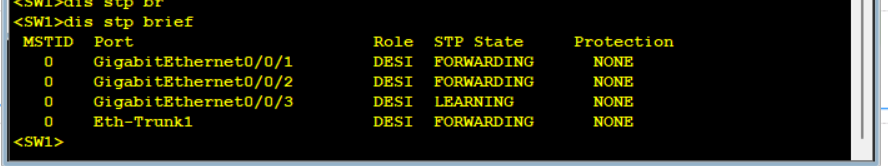 <SW1>dis stp br
<SW1>dis stp brief
MSTID Port Role STP State Protection
0 GigabitEthernet0/0/1 DESI FORWARDING NONE
0 GigabitEthernet0/0/2 DESI FORWARDING NONE
0 GigabitEthernet0/0/3 DESI LEARNING NONE
0 Eth-Trunk1 DESI FORWARDING NONE
<SW1>